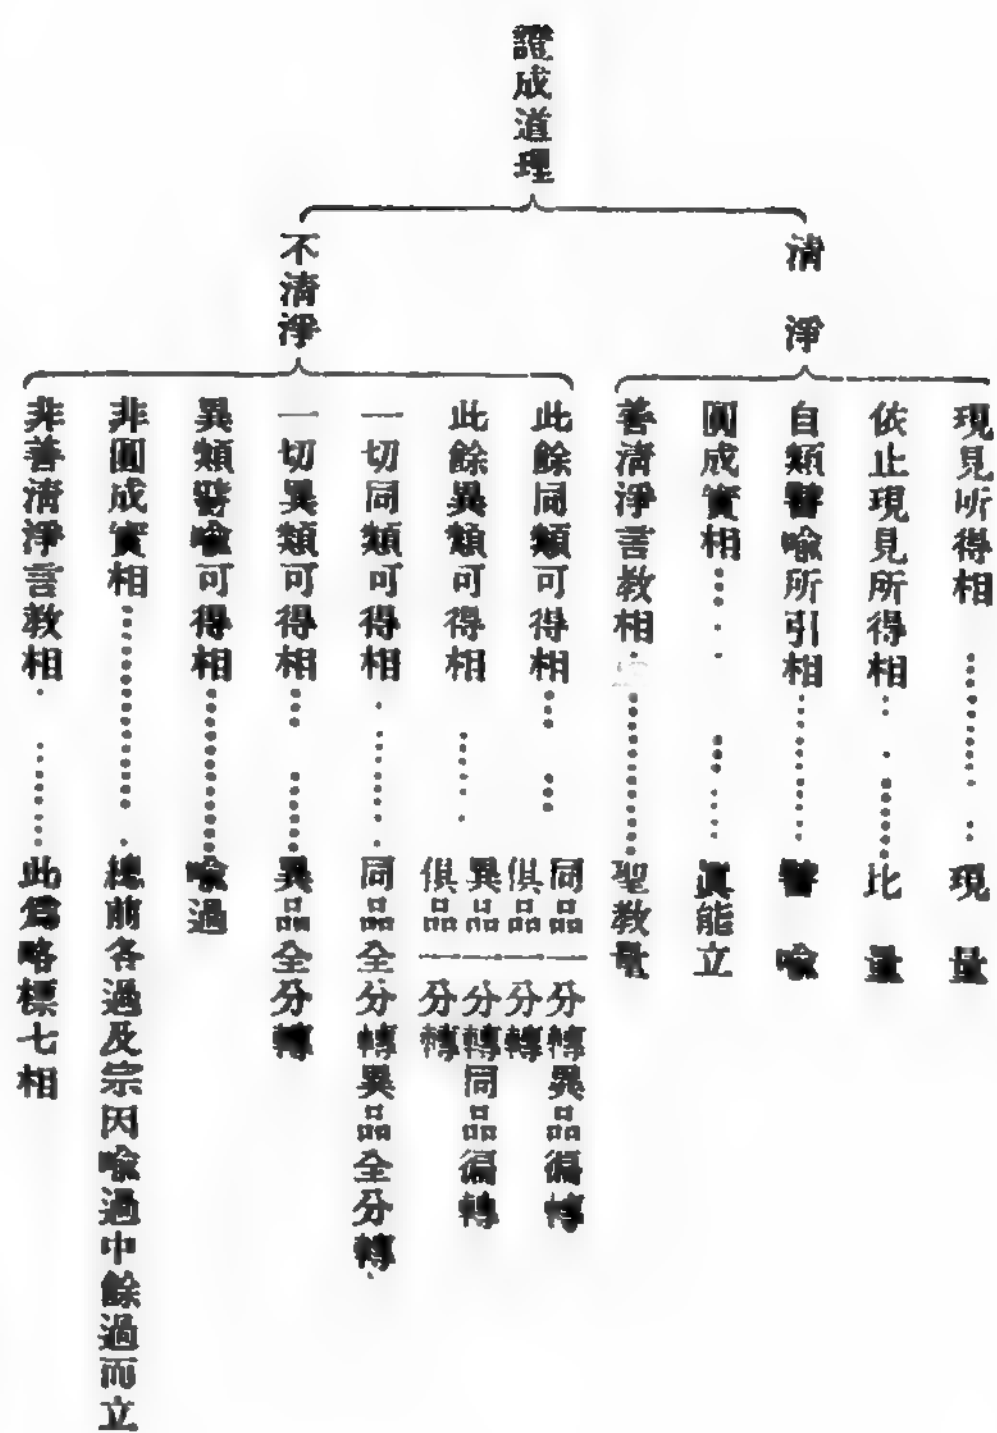 證成道理
清淨
現見所得相………現量
依止現見所得相………比量
自類譬喻所引相………譬喻
圓成實相………眞能立
善清淨言教相………聖教量
不清淨
此餘同類可得相………同品一分轉異品徧轉
俱品一分轉
此餘異類可得相………異品一分轉同品徧轉
俱品一分轉
一切同類可得相………同品全分轉異品全分轉
一切異類可得相………異品全分轉
異類譬喻可得相………喻過
非圓成實相………總前各過及宗因喻過中餘過而立
非善清淨言教相………此爲略標七相